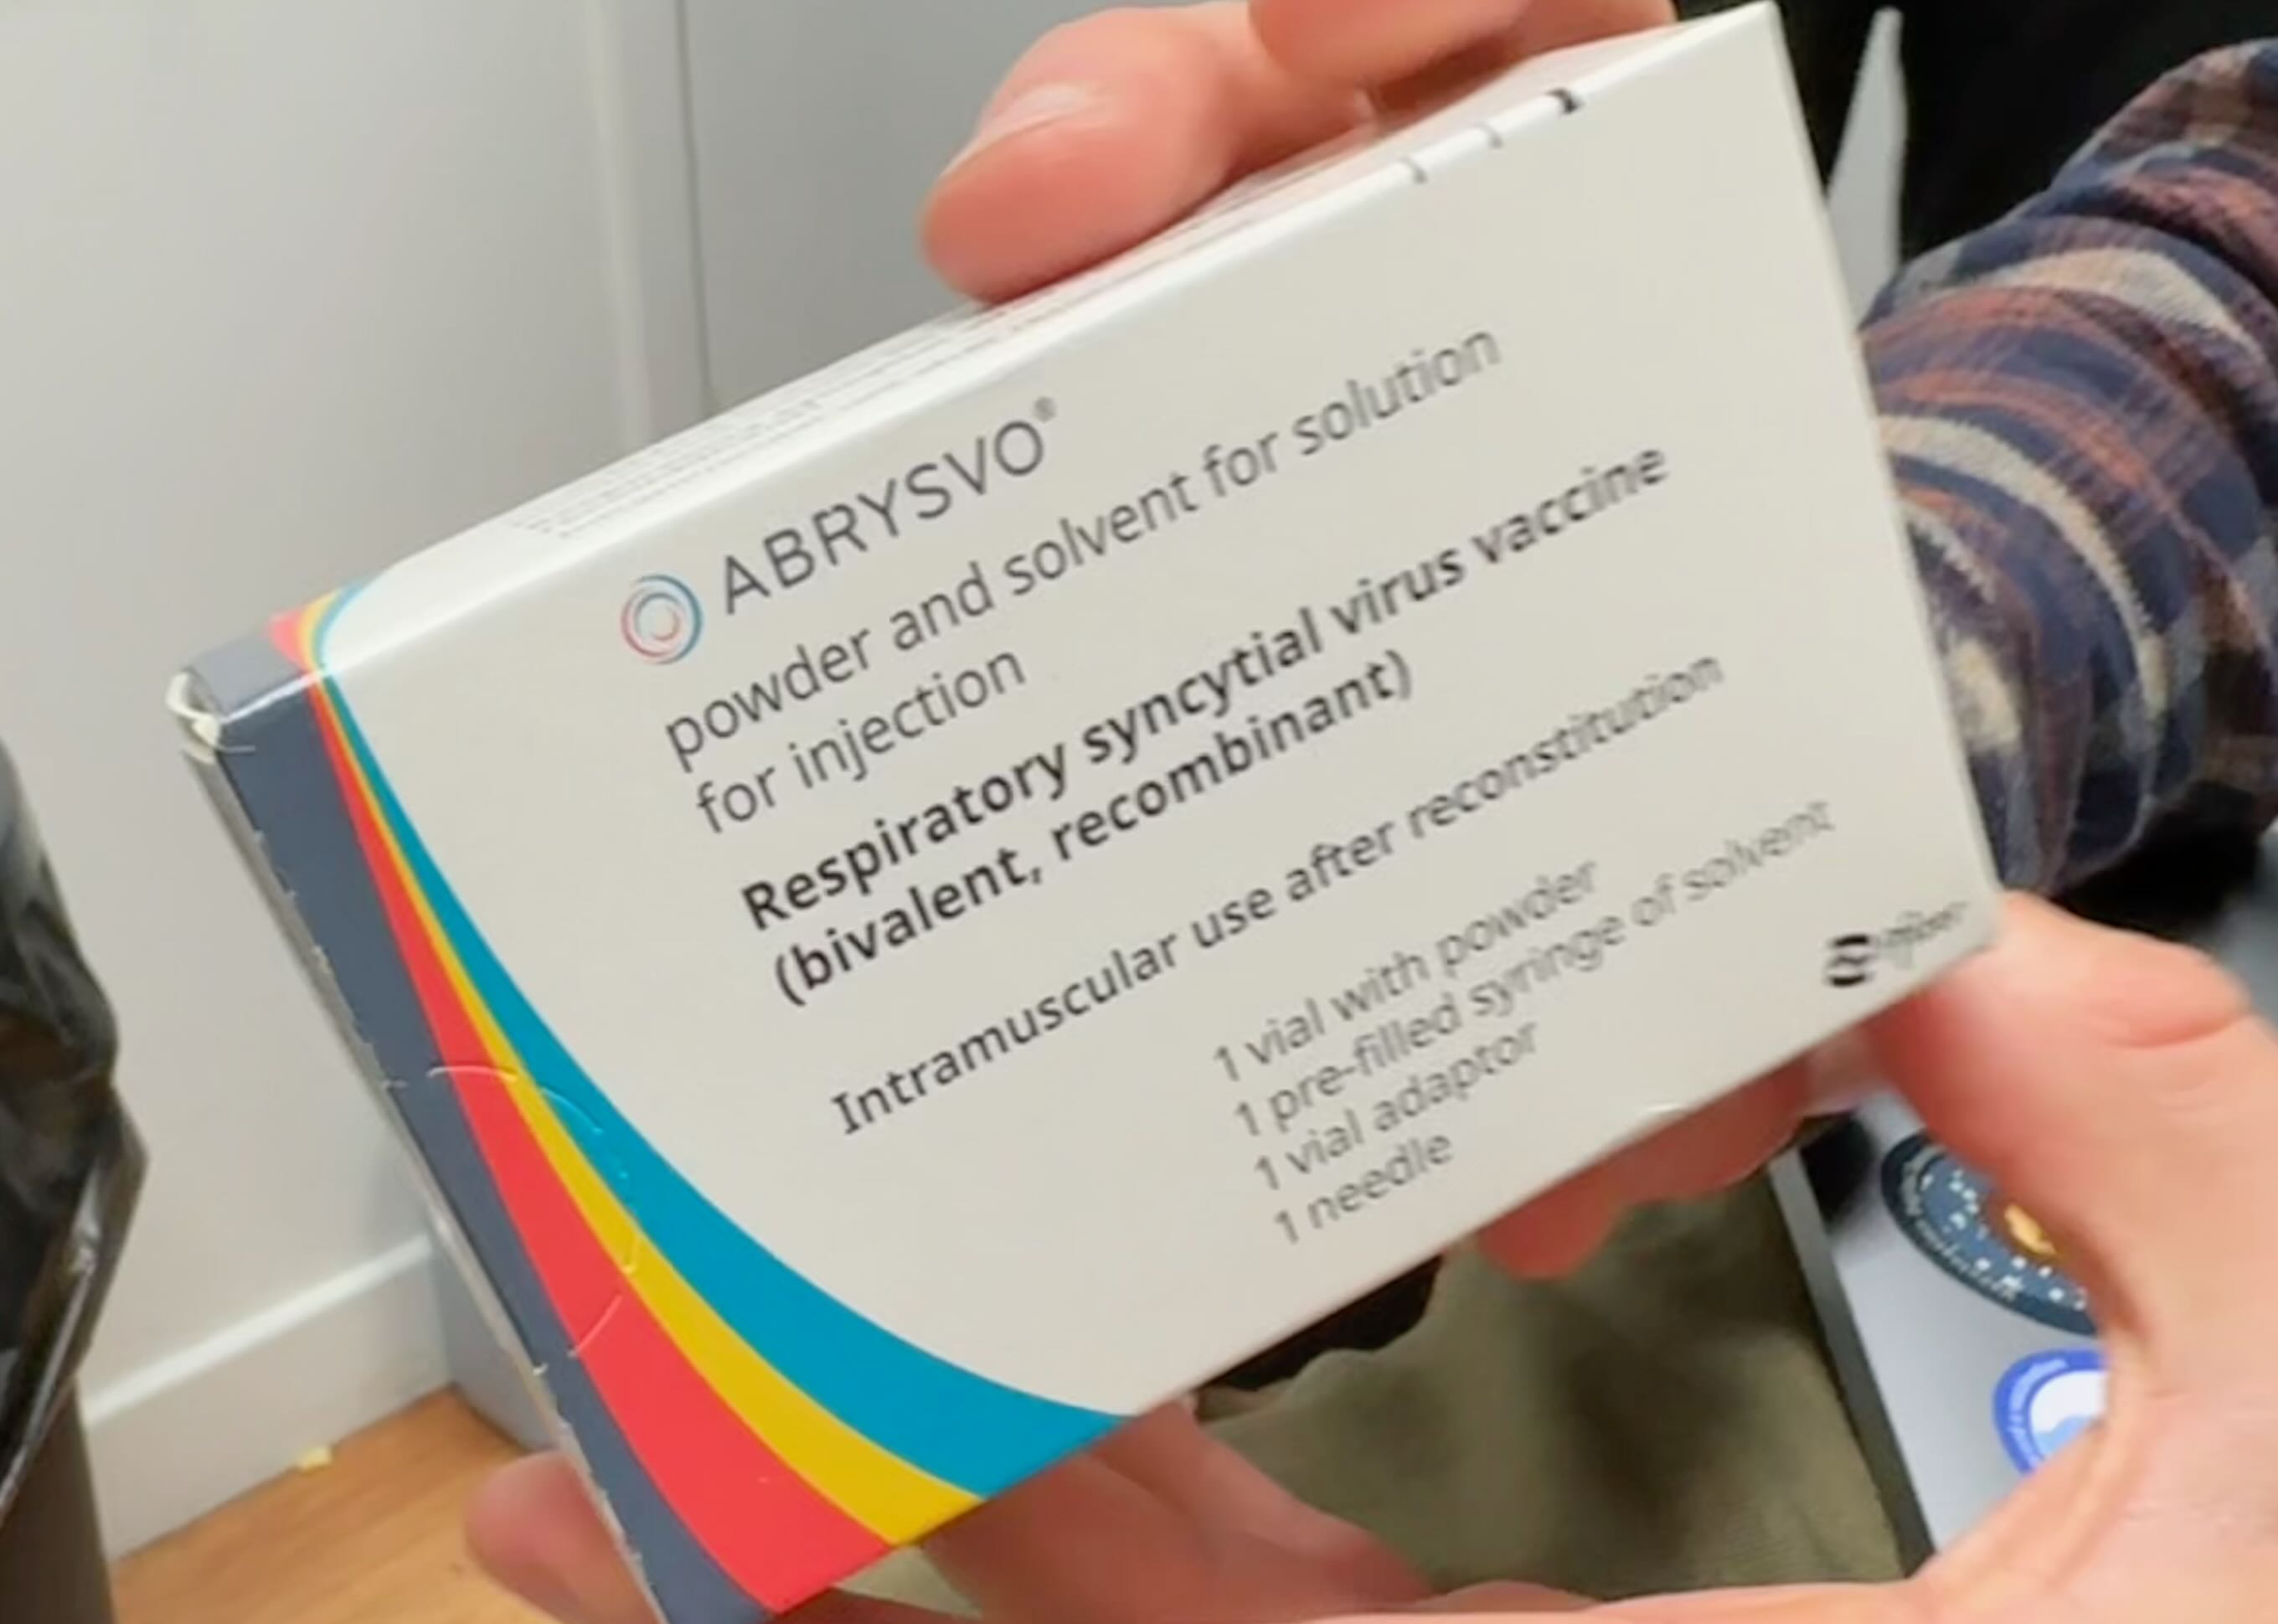 ABRYSVO®
powder and solvent for solution
for injection
Respiratory syncytial virus vaccine
(bivalent, recombinant)
Intramuscular use after reconstitution
1 vial with powder
1 pre-filled syringe of solvent
1 vial adaptor
1 needle
Pfizer